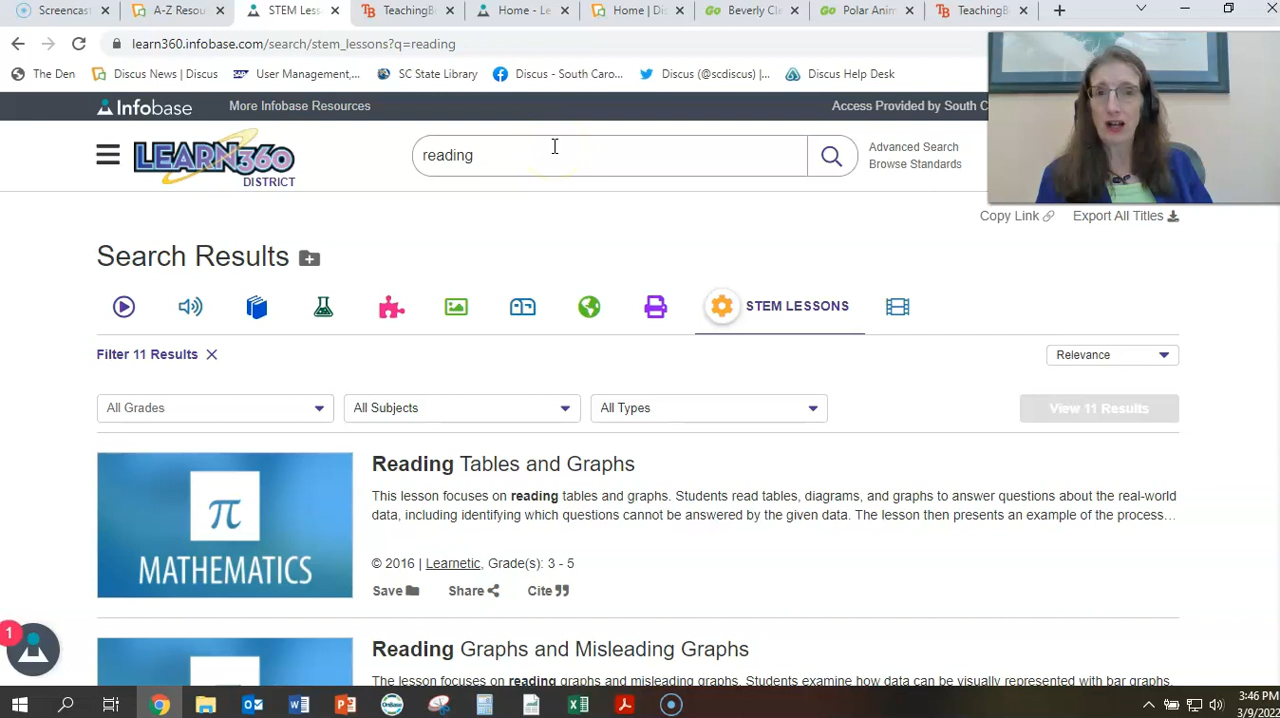 Screencast
A-Z Resou
STEM Less
TeachingB
Home - Le
Home | Di
Beverly Cl
Polar Anim
TeachingB
learn360.infobase.com/search/stem_lessons?q=reading
The Den
Discus News | Discus
User Management,...
SC State Library
Discus - South Caro...
Discus (@scdiscus) |...
Discus Help Desk
Infobase
More Infobase Resources
Access Provided by South C
LEARN360
DISTRICT
reading
Advanced Search
Browse Standards
Copy Link
Export All Titles
Search Results
STEM LESSONS
Filter 11 Results
Relevance
All Grades
All Subjects
All Types
View 11 Results
Reading Tables and Graphs
This lesson focuses on reading tables and graphs. Students read tables, diagrams, and graphs to answer questions about the real-world
data, including identifying which questions cannot be answered by the given data. The lesson then presents an example of the process...
π
MATHEMATICS
© 2016 | Learnetic, Grade(s): 3 - 5
Save
Share
Cite
1
Reading Graphs and Misleading Graphs
The lesson focuses on reading graphs and misleading graphs. Students examine how data can be visually represented with bar graphs,
3:46 PM
3/9/2022